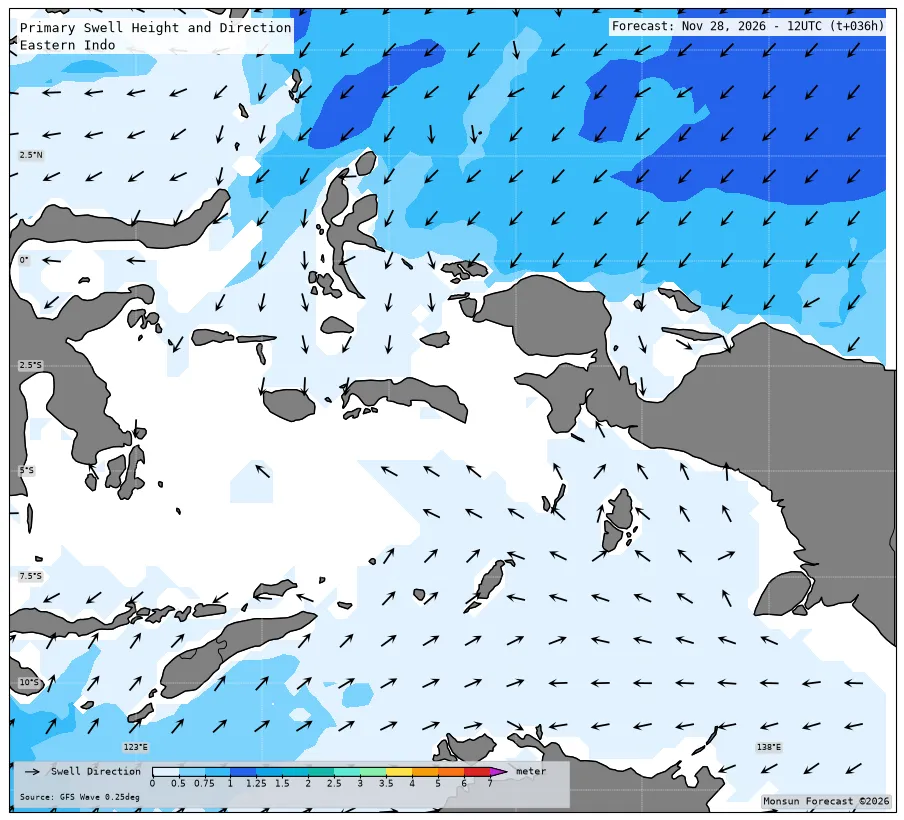 Primary Swell Height and Direction
Eastern Indo
Forecast: Nov 28, 2026 - 12UTC (t+036h)
2.5°N
0°
2.5°S
5°S
7.5°S
10°S
123°E
138°E
Swell Direction
0 0.5 0.75 1 1.25 1.5 2 2.5 3 3.5 4 5 6 7
meter
Source: GFS Wave 0.25deg
Monsun Forecast ©2026